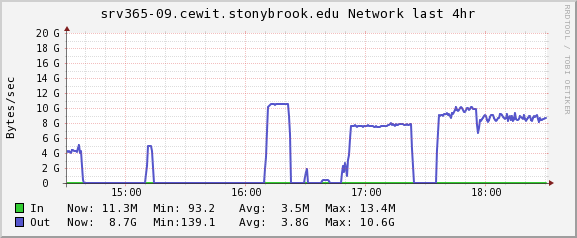 srv365-09.cewit.stonybrook.edu Network last 4hr
RRDTOOL / TOBI OETIKER
Bytes/sec
20 G
18 G
16 G
14 G
12 G
10 G
8 G
6 G
4 G
2 G
0
15:00 16:00 17:00 18:00
In Now: 11.3M Min: 93.2 Avg: 3.5M Max: 13.4M
Out Now: 8.7G Min:139.1 Avg: 3.8G Max: 10.6G